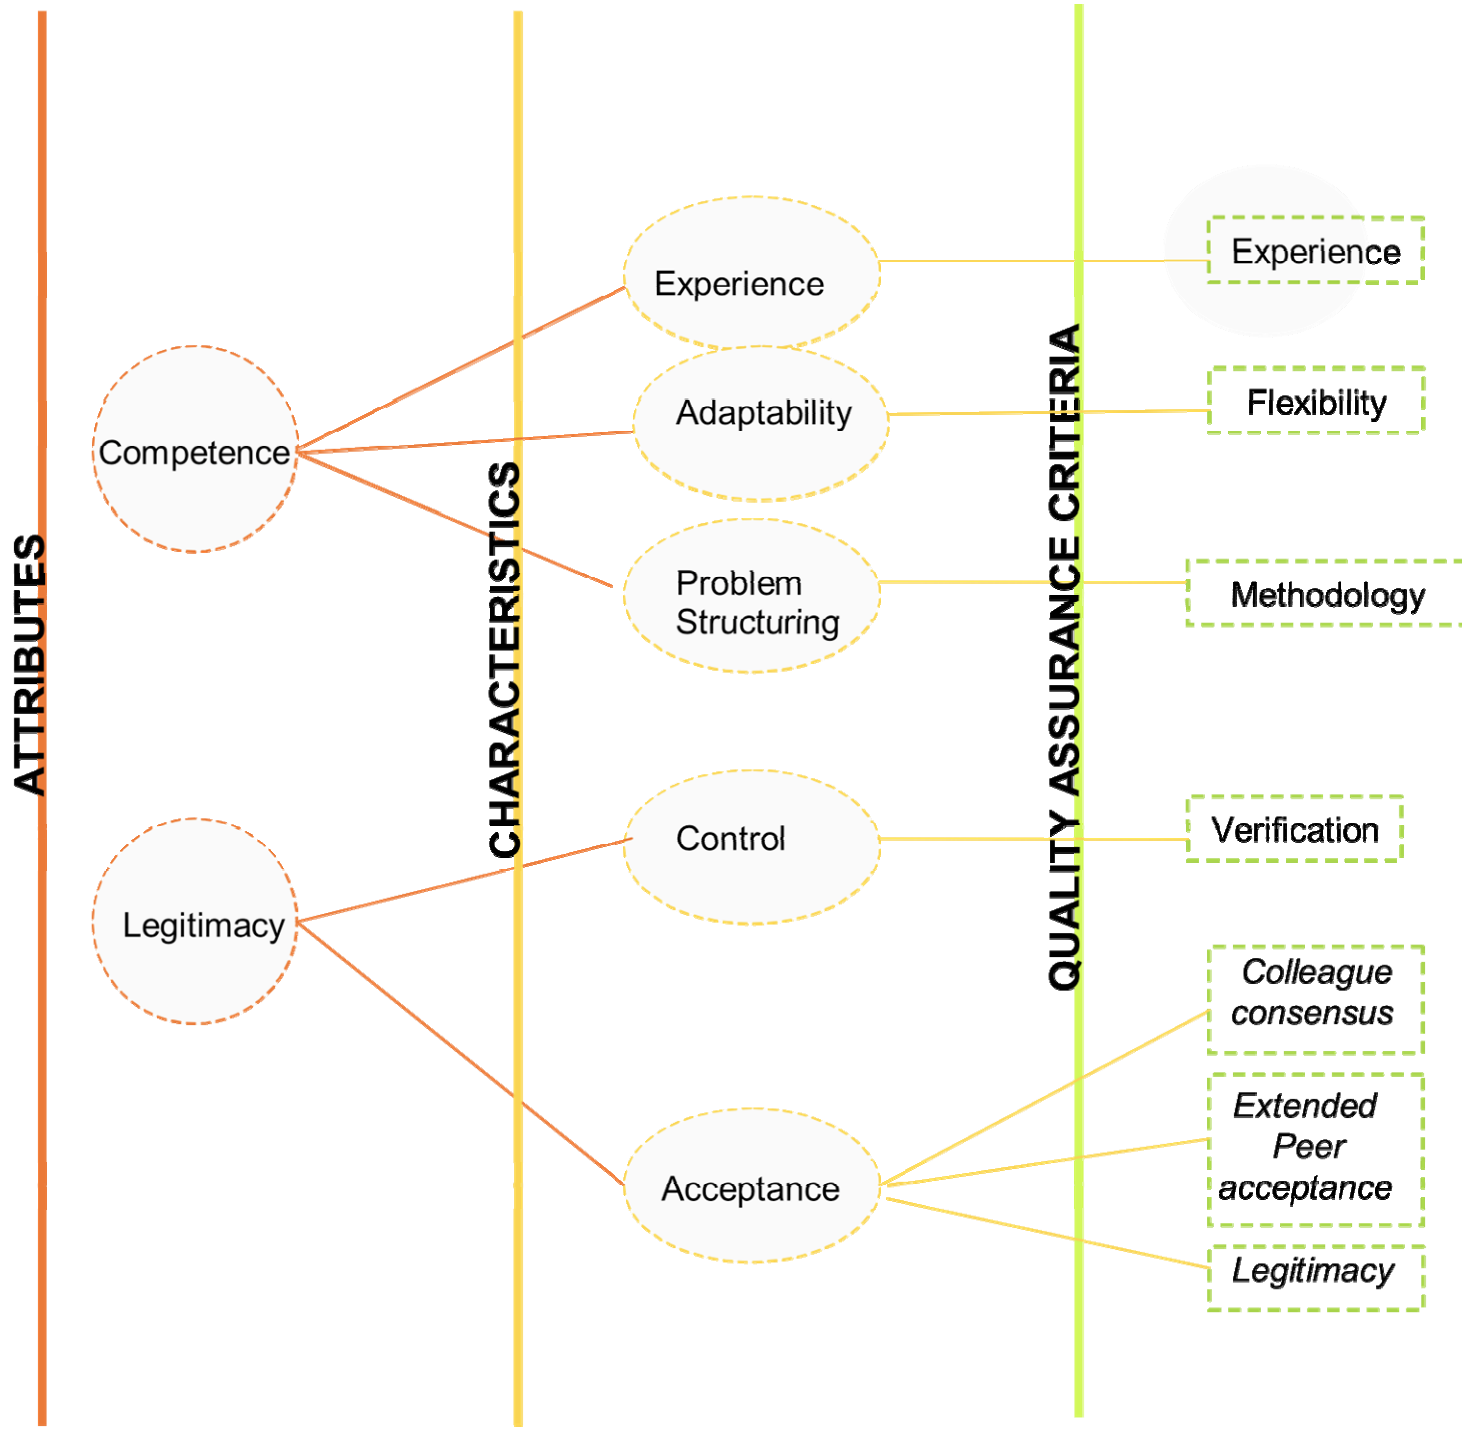 ATTRIBUTES
Competence
Legitimacy
CHARACTERISTICS
Experience
Adaptability
Problem
Structuring
Control
Acceptance
QUALITY ASSURANCE CRITERIA
Experience
Flexibility
Methodology
Verification
Colleague
consensus
Extended
Peer
acceptance
Legitimacy